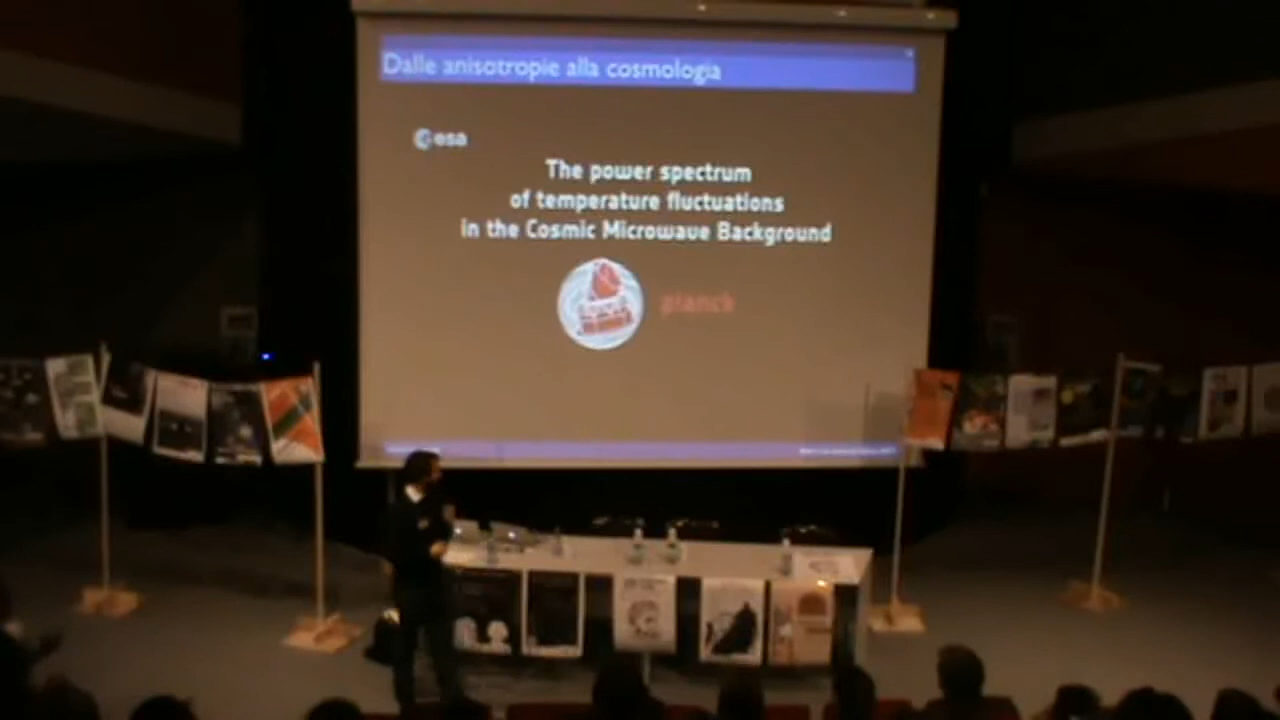 Dalle anisotropie alla cosmologia
esa
The power spectrum
of temperature fluctuations
in the Cosmic Microwave Background
planck